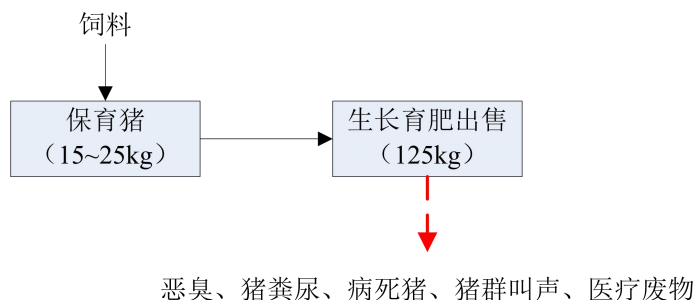 饲料
保育猪
（15~25kg）
生长育肥出售
（125kg）
恶臭、猪粪尿、病死猪、猪群叫声、医疗废物